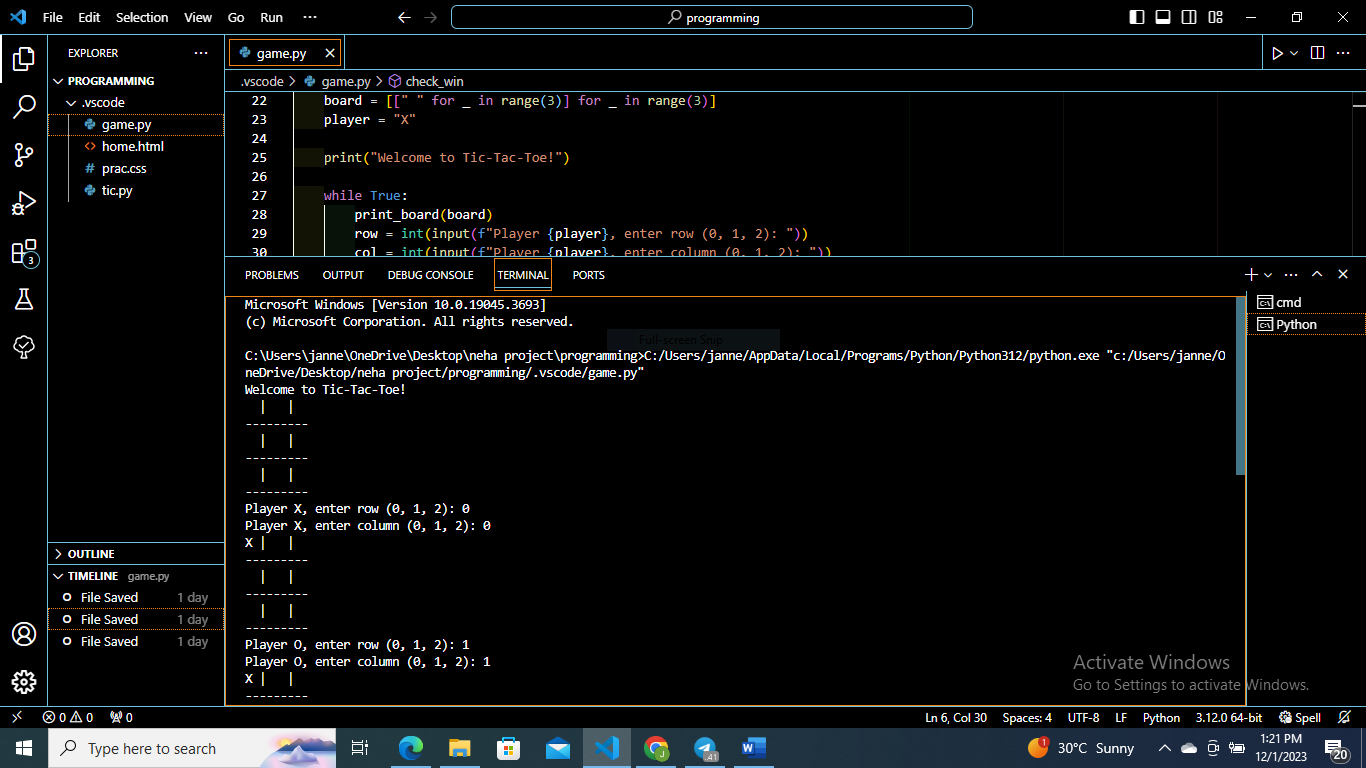 File Edit Selection View Go Run ··· programming
EXPLORER ···
PROGRAMMING
.vscode
game.py
<> home.html
# prac.css
tic.py
OUTLINE
TIMELINE game.py
File Saved 1 day
File Saved 1 day
File Saved 1 day
game.py
.vscode > game.py > check_win
22 board = [[" " for _ in range(3)] for _ in range(3)]
23 player = "X"
24
25 print("Welcome to Tic-Tac-Toe!")
26
27 while True:
28 print_board(board)
29 row = int(input(f"Player {player}, enter row (0, 1, 2): "))
30 col = int(input(f"Player {player}, enter column (0, 1, 2): "))
PROBLEMS OUTPUT DEBUG CONSOLE TERMINAL PORTS
cmd
Python
Microsoft Windows [Version 10.0.19045.3693]
(c) Microsoft Corporation. All rights reserved.
Full-screen Snip
C:\Users\janne\OneDrive\Desktop\neha project\programming>C:/Users/janne/AppData/Local/Programs/Python/Python312/python.exe "c:/Users/janne/O
neDrive/Desktop/neha project/programming/.vscode/game.py"
Welcome to Tic-Tac-Toe!
  |   |
---------
  |   |
---------
  |   |
---------
Player X, enter row (0, 1, 2): 0
Player X, enter column (0, 1, 2): 0
X |   |
---------
  |   |
---------
  |   |
---------
Player O, enter row (0, 1, 2): 1
Player O, enter column (0, 1, 2): 1
X |   |
---------
Activate Windows
Go to Settings to activate Windows.
3
0 0 0 Ln 6, Col 30 Spaces: 4 UTF-8 LF Python 3.12.0 64-bit Spell
Type here to search
41
W
1
30°C Sunny
1:21 PM
12/1/2023
20